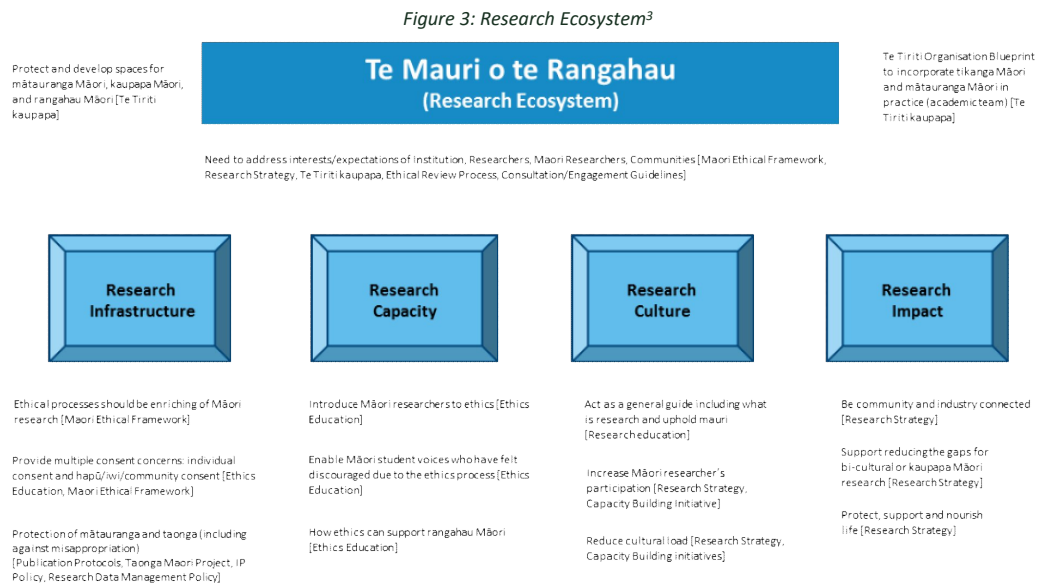 Figure 3: Research Ecosystem³
Protect and develop spaces for
mātauranga Māori, kaupapa Māori,
and rangahau Māori [Te Tiriti
kaupapa]
Te Mauri o te Rangahau
(Research Ecosystem)
Te Tiriti Organisation Blueprint
to incorporate tikanga Māori
and mātauranga Māori in
practice (academic team) [Te
Tiriti kaupapa]
Need to address interests/expectations of Institution, Researchers, Maori Researchers, Communities [Maori Ethical Framework,
Research Strategy, Te Tiriti kaupapa, Ethical Review Process, Consultation/Engagement Guidelines]
Research
Infrastructure
Ethical processes should be enriching of Māori
research [Maori Ethical Framework]
Provide multiple consent concerns: individual
consent and hapū/iwi/community consent [Ethics
Education, Maori Ethical Framework]
Protection of mātauranga and taonga (including
against misappropriation)
[Publication Protocols, Taonga Maori Project, IP
Policy, Research Data Management Policy]
Research
Capacity
Introduce Māori researchers to ethics [Ethics
Education]
Enable Māori student voices who have felt
discouraged due to the ethics process [Ethics
Education]
How ethics can support rangahau Māori
[Ethics Education]
Research
Culture
Act as a general guide including what
is research and uphold mauri
[Research education]
Increase Māori researcher's
participation [Research Strategy,
Capacity Building Initiative]
Reduce cultural load [Research Strategy,
Capacity Building initiatives]
Research
Impact
Be community and industry connected
[Research Strategy]
Support reducing the gaps for
bi-cultural or kaupapa Māori
research [Research Strategy]
Protect, support and nourish
life [Research Strategy]